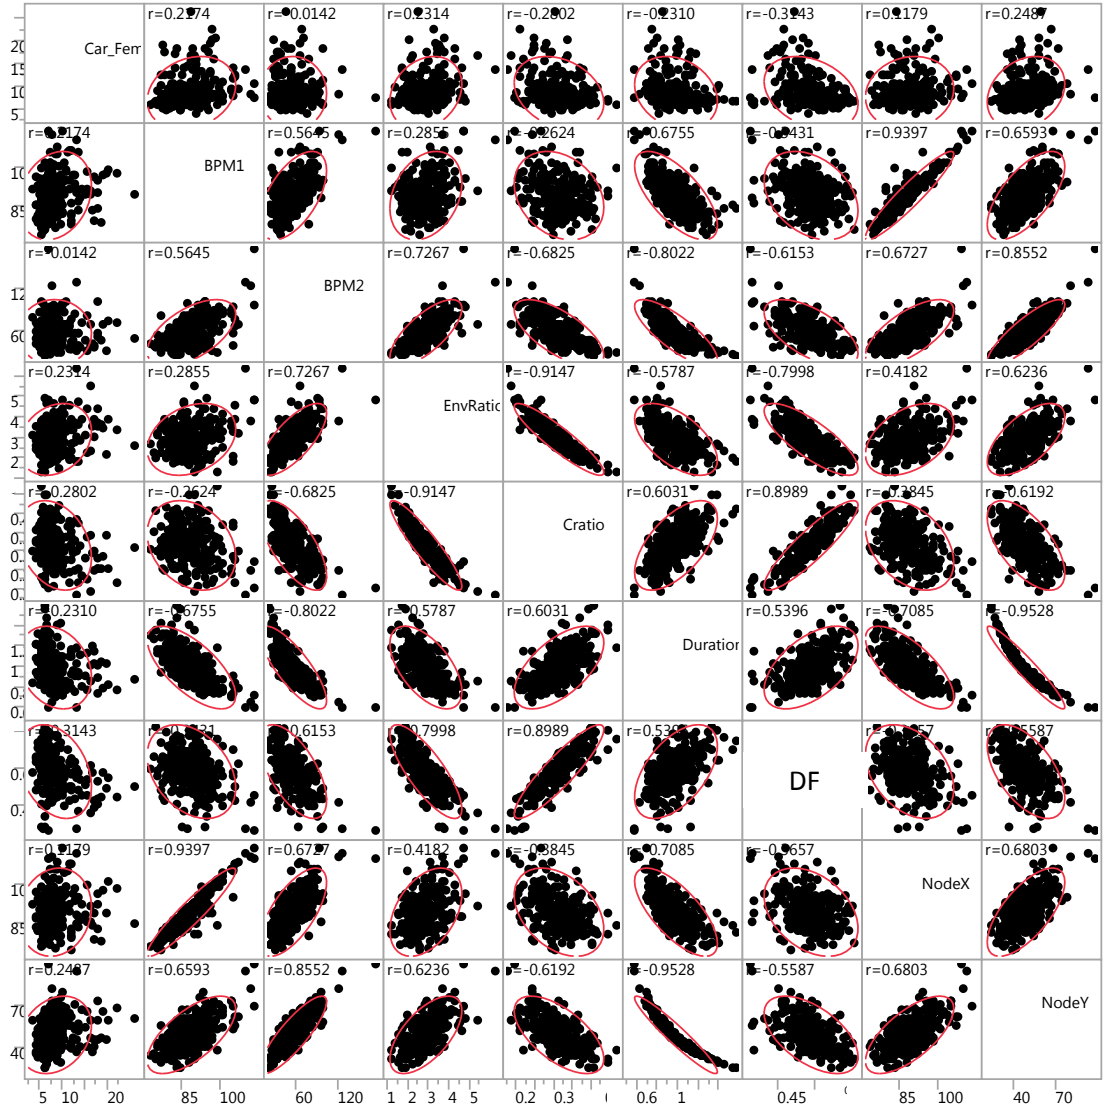 r=0.2174 r=-0.0142 r=0.2314 r=-0.2802 r=-0.2310 r=-0.3143 r=0.2179 r=0.2487
20
Car_Fem
15
10
5
r=0.2174 r=0.5645 r=0.2855 r=-0.2624 r=-0.6755 r=0.9397 r=0.6593
BPM1
85
r=-0.0142 r=0.5645 r=0.7267 r=-0.6825 r=-0.8022 r=-0.6153 r=0.6727 r=0.8552
BPM2
60
r=0.2314 r=0.2855 r=0.7267 r=-0.9147 r=-0.5787 r=-0.7998 r=0.4182 r=0.6236
5
EnvRatic
4
3
2
r=-0.2802 r=-0.2624 r=-0.6825 r=-0.9147 r=0.6031 r=0.8989 r=-0.3845 r=-0.6192
Cratio
r=-0.2310 r=-0.6755 r=-0.8022 r=-0.5787 r=0.6031 r=0.5396 r=-0.7085 r=-0.9528
Duration
r=-0.3143 r=-0.6153 r=-0.7998 r=0.8989 r=0.5396 r=-0.5587
DF
r=0.2179 r=0.9397 r=0.6727 r=0.4182 r=-0.3845 r=-0.7085 r=0.6803
NodeX
85
r=0.2487 r=0.6593 r=0.8552 r=0.6236 r=-0.6192 r=-0.9528 r=-0.5587 r=0.6803
NodeY
70
40
5 10 20 85 100 60 120 1 2 3 4 5 0.2 0.3 0.6 1 0.45 85 100 40 70